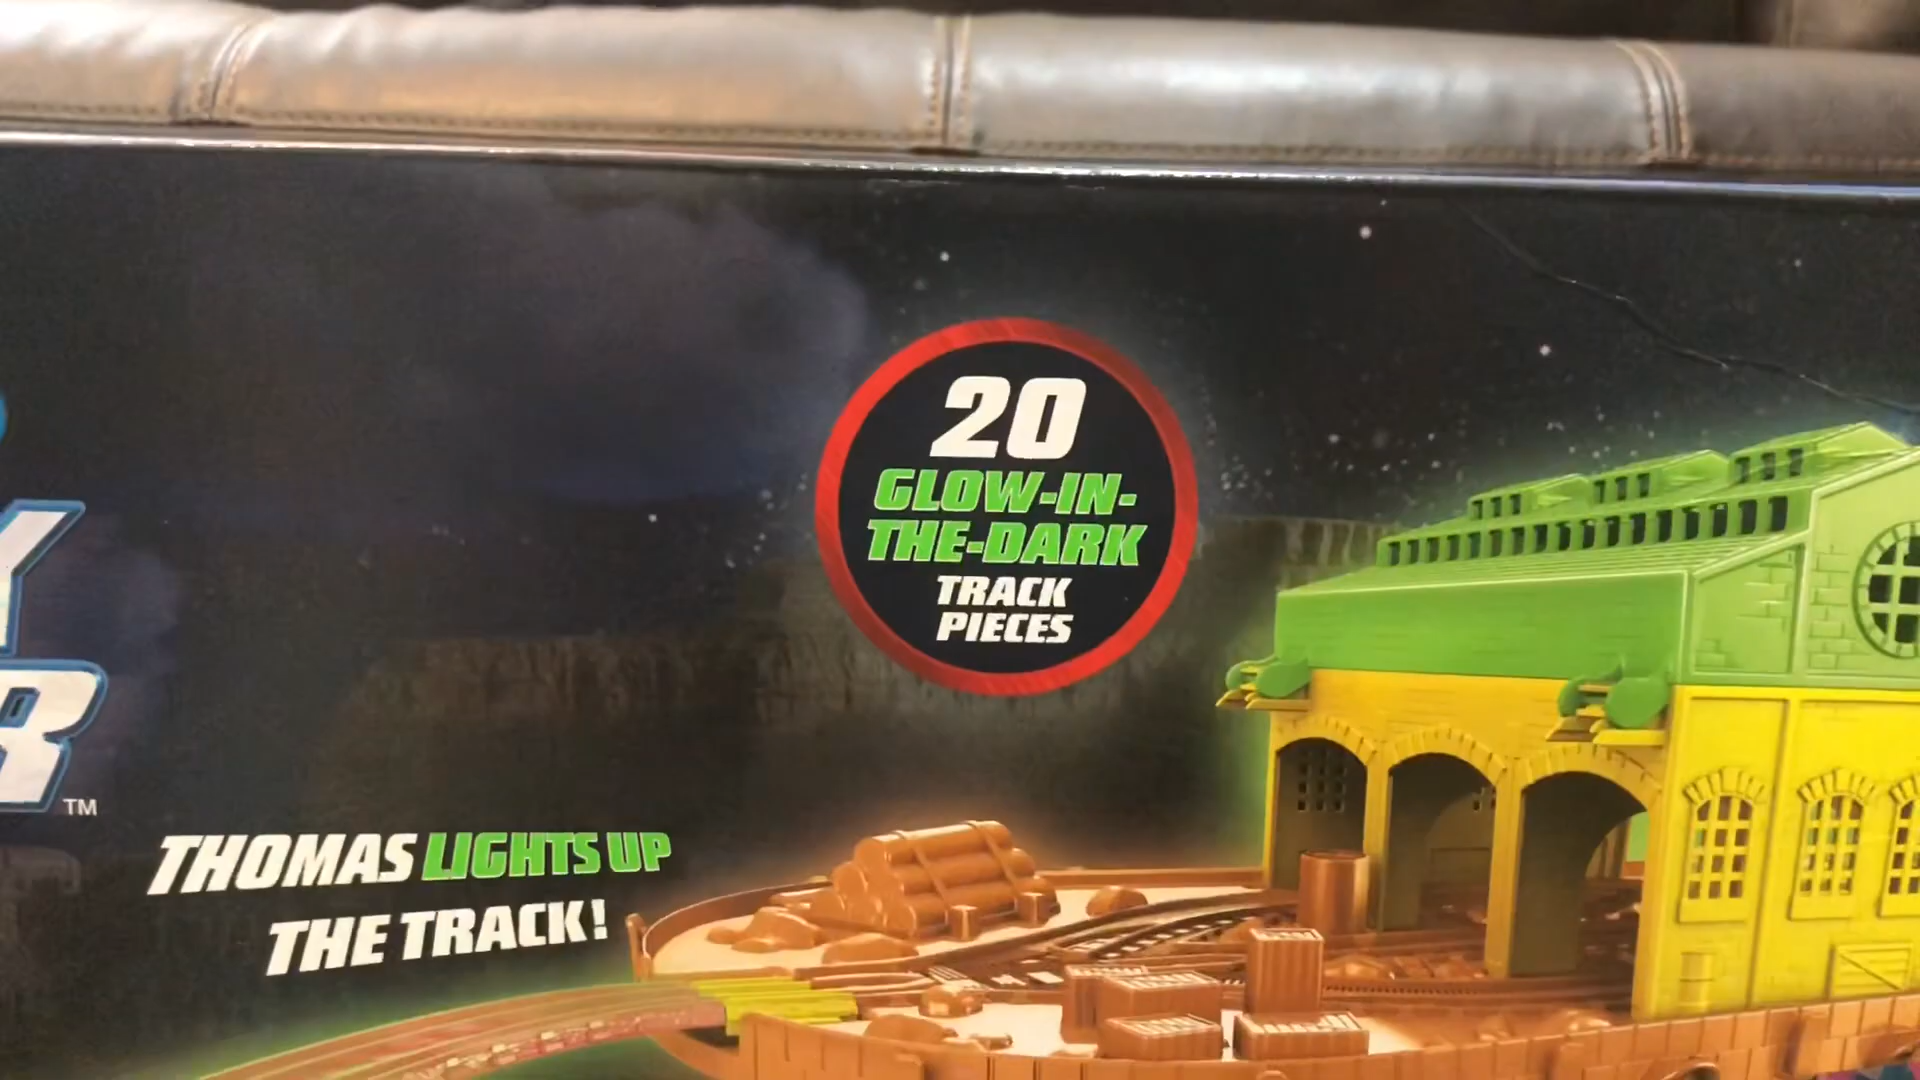 20
GLOW-IN-
THE-DARK
TRACK
PIECES
TM
THOMAS LIGHTS UP
THE TRACK!